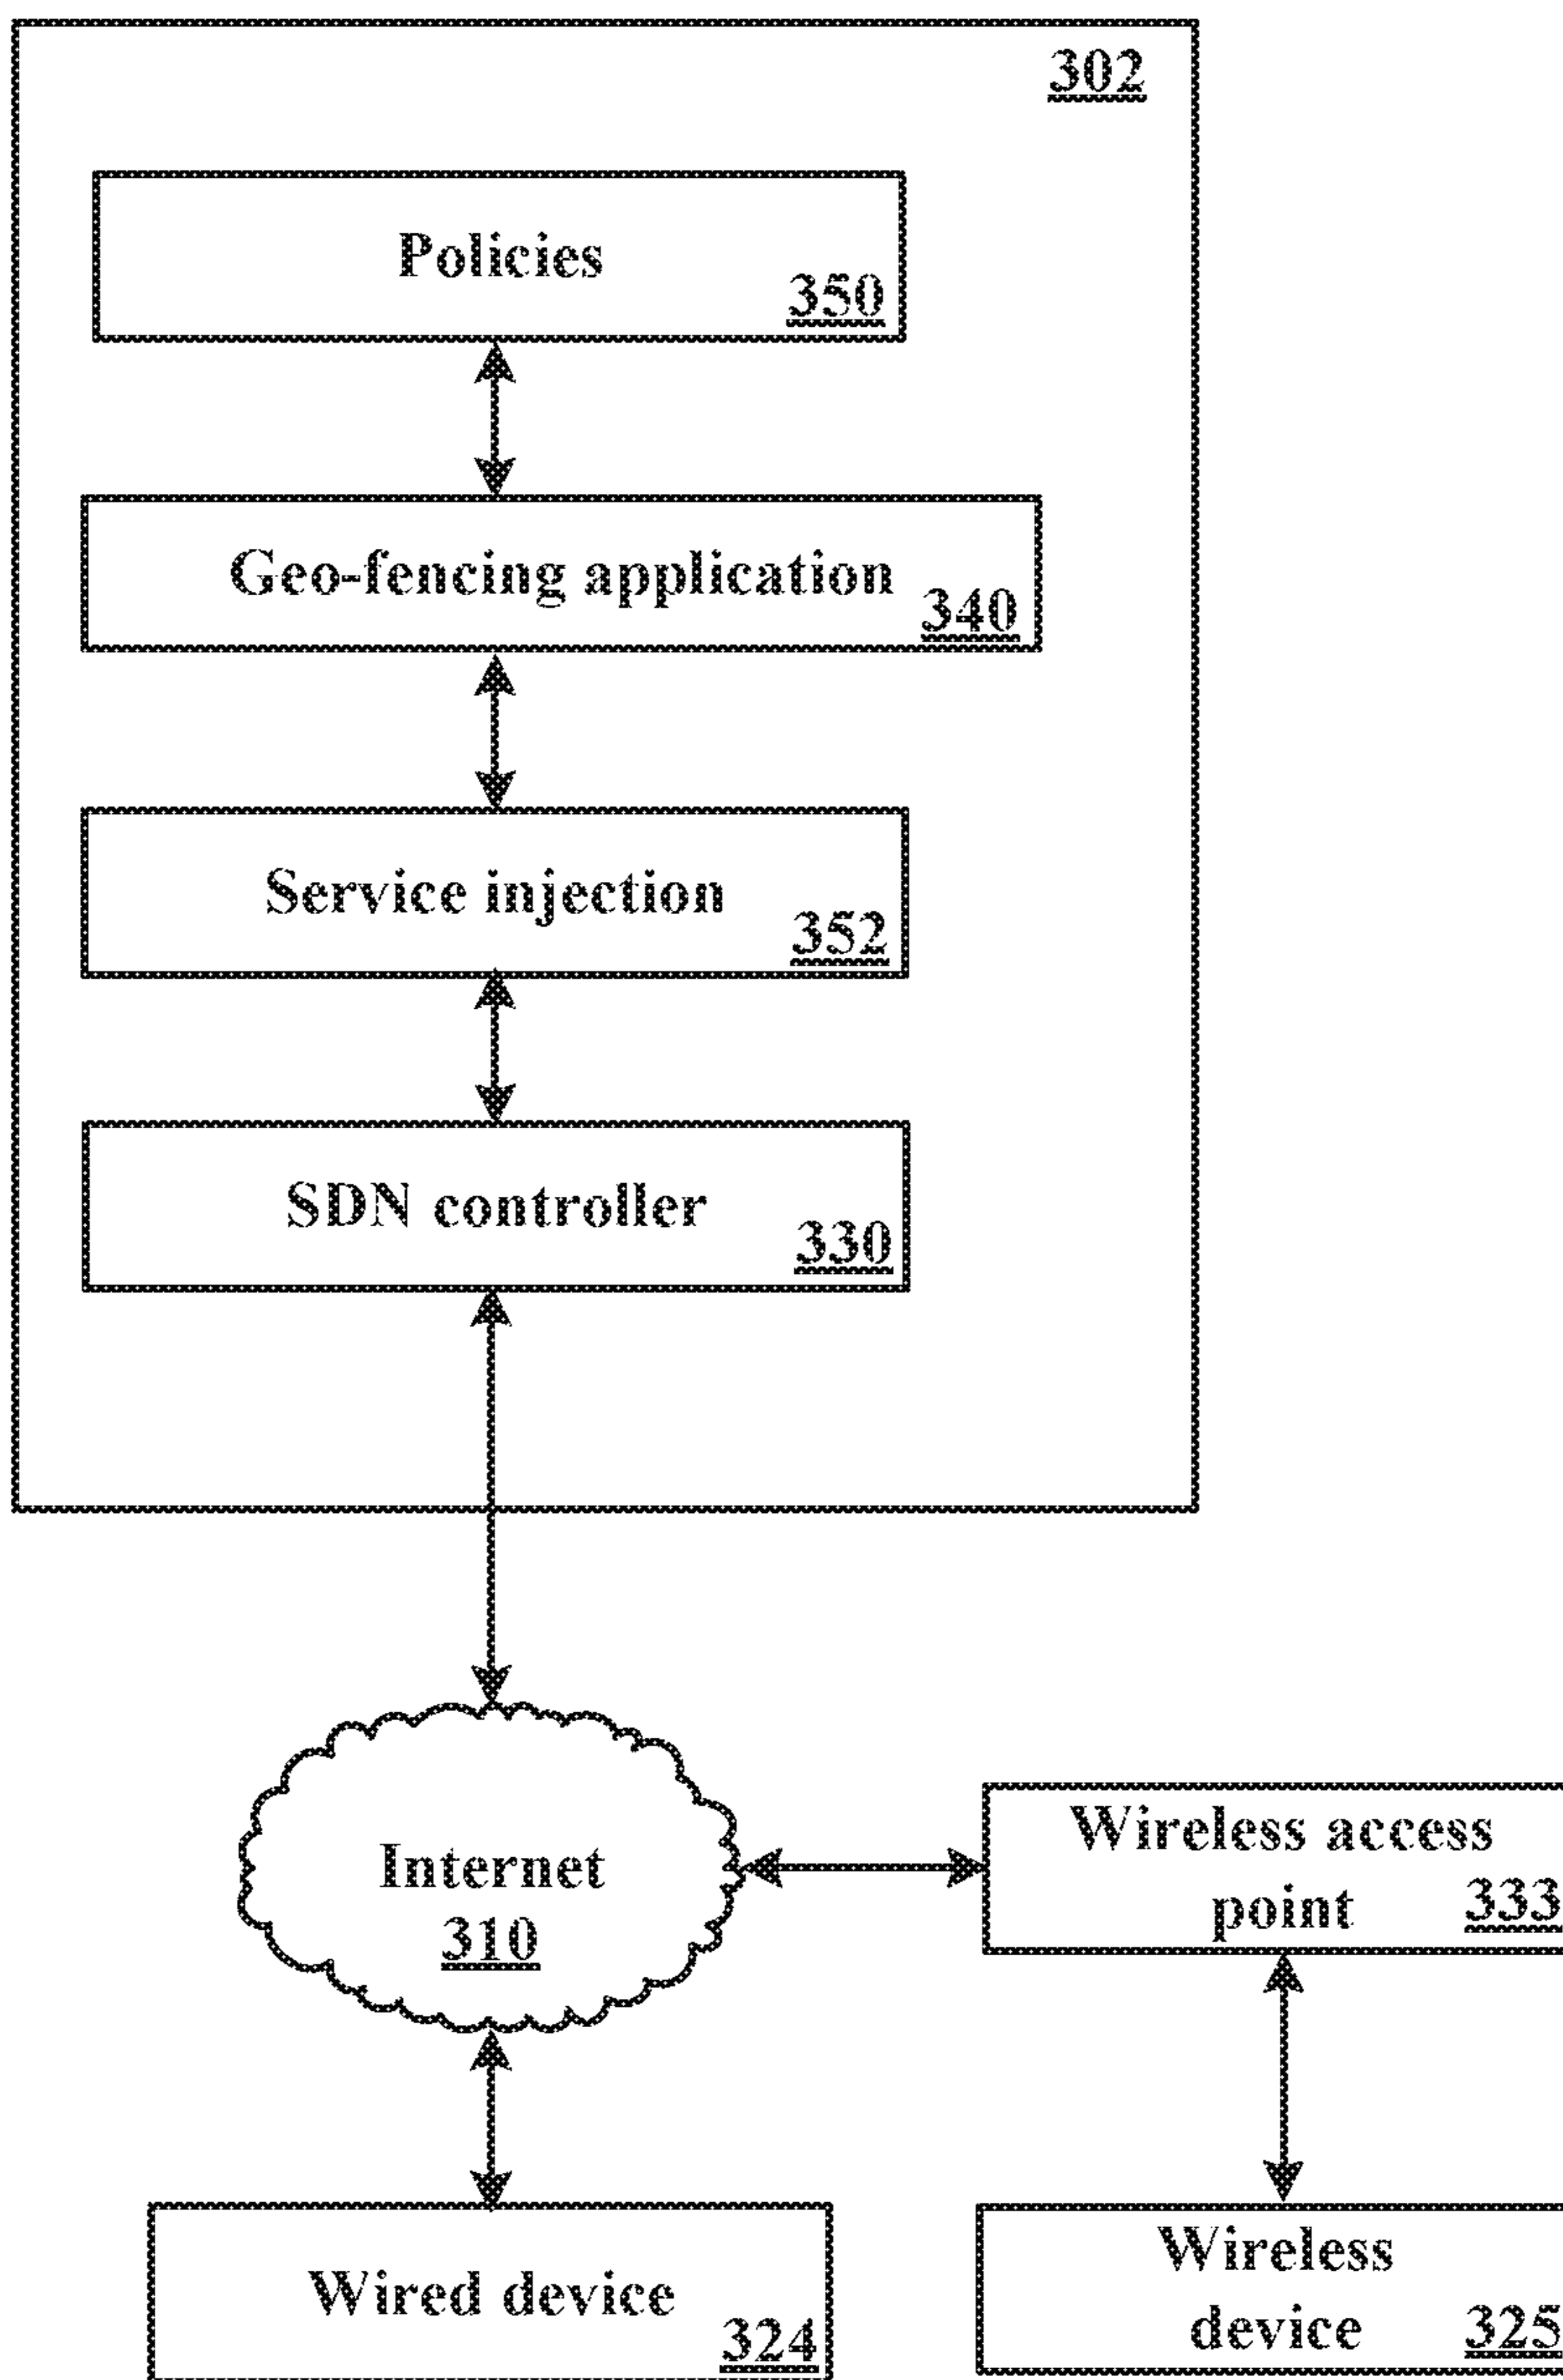 302
Policies
350
Geo-fencing application
340
Service injection
352
SDN controller
330
Internet
310
Wireless access
point 333
Wired device
324
Wireless
device 325